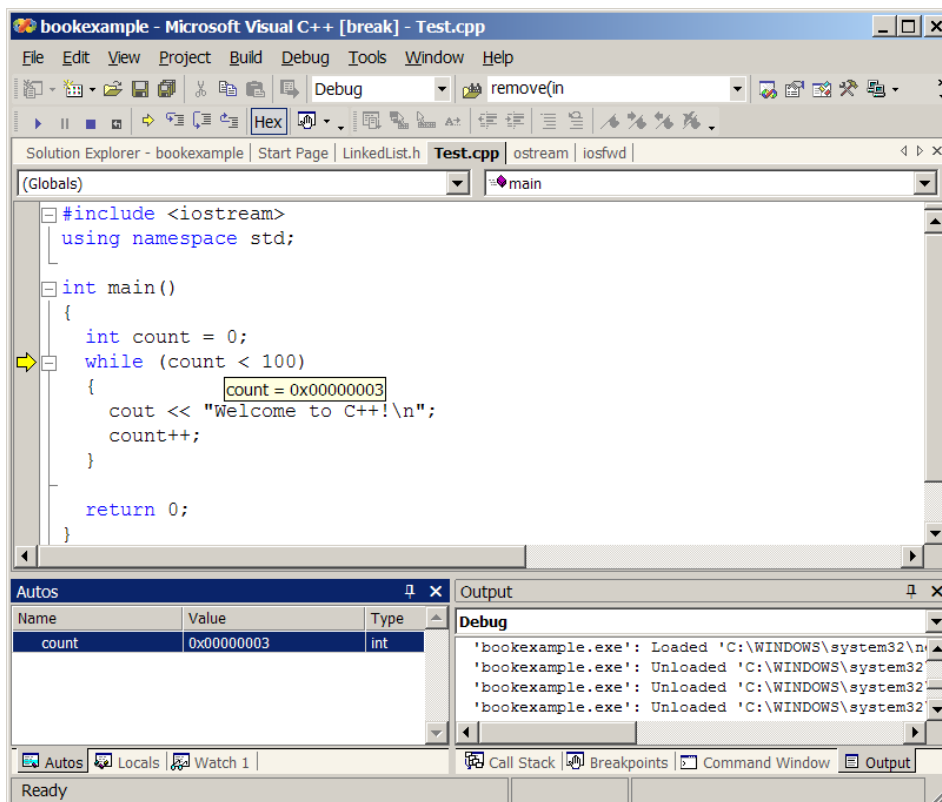 bookexample - Microsoft Visual C++ [break] - Test.cpp
File Edit View Project Build Debug Tools Window Help
Debug remove(in
Hex
Solution Explorer - bookexample Start Page LinkedList.h Test.cpp ostream iosfwd
(Globals) main
#include <iostream>
using namespace std;
int main()
{
int count = 0;
while (count < 100)
{
count = 0x00000003
cout << "Welcome to C++!\n";
count++;
}
return 0;
}
Autos
Name Value Type
count 0x00000003 int
Autos Locals Watch 1
Output
Debug
'bookexample.exe': Loaded 'C:\WINDOWS\system32\n
'bookexample.exe': Unloaded 'C:\WINDOWS\system32
'bookexample.exe': Unloaded 'C:\WINDOWS\system32
'bookexample.exe': Unloaded 'C:\WINDOWS\system32
Call Stack Breakpoints Command Window Output
Ready